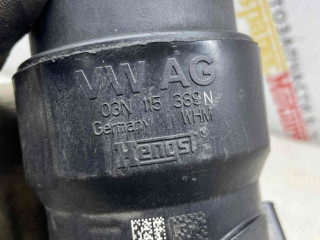 VW AG
03N 115 389 N
Germany WHM
Hengst®